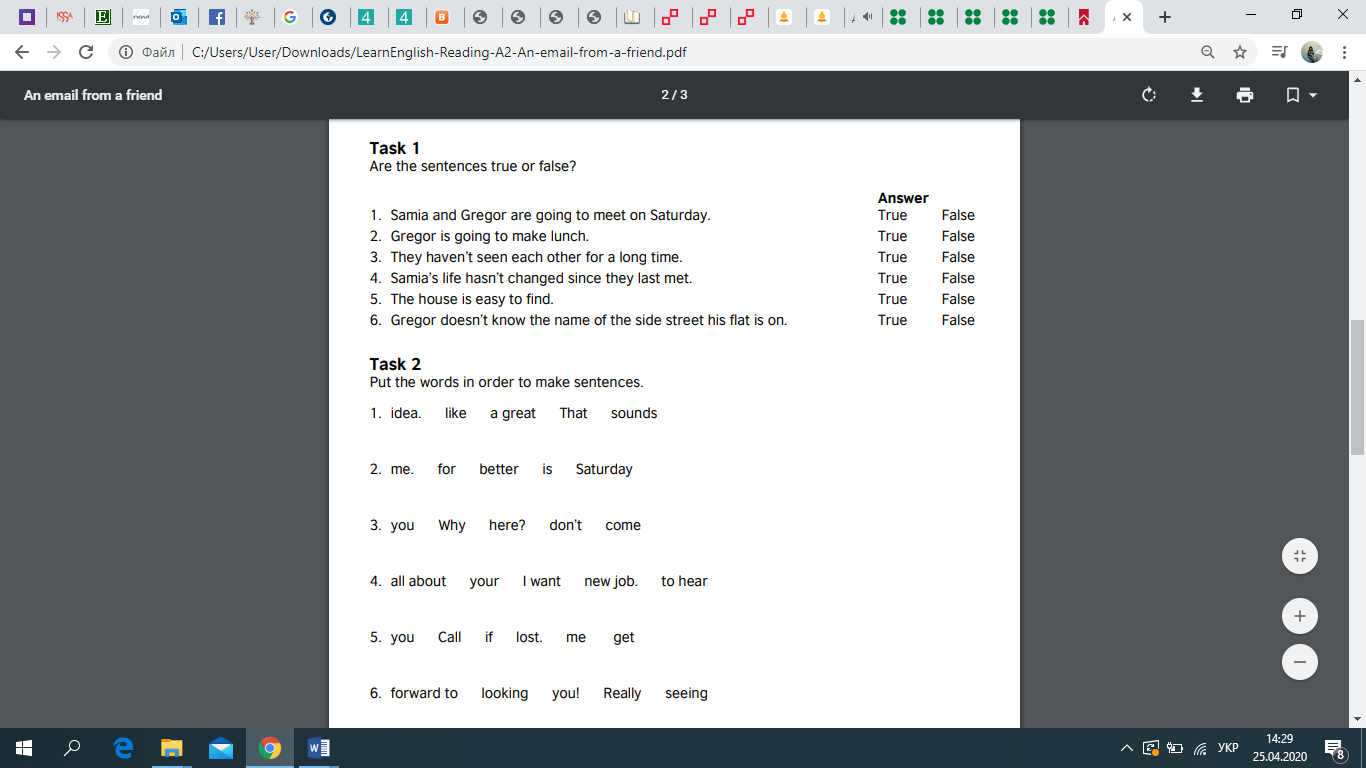 ISSA
E
novi
4
4
B
Файл | C:/Users/User/Downloads/LearnEnglish-Reading-A2-An-email-from-a-friend.pdf
An email from a friend 2 / 3
Task 1
Are the sentences true or false?
Answer
1. Samia and Gregor are going to meet on Saturday. True False
2. Gregor is going to make lunch. True False
3. They haven't seen each other for a long time. True False
4. Samia's life hasn't changed since they last met. True False
5. The house is easy to find. True False
6. Gregor doesn't know the name of the side street his flat is on. True False
Task 2
Put the words in order to make sentences.
1. idea. like a great That sounds
2. me. for better is Saturday
3. you Why here? don't come
4. all about your I want new job. to hear
5. you Call if lost. me get
6. forward to looking you! Really seeing
УКР
14:29
25.04.2020
8